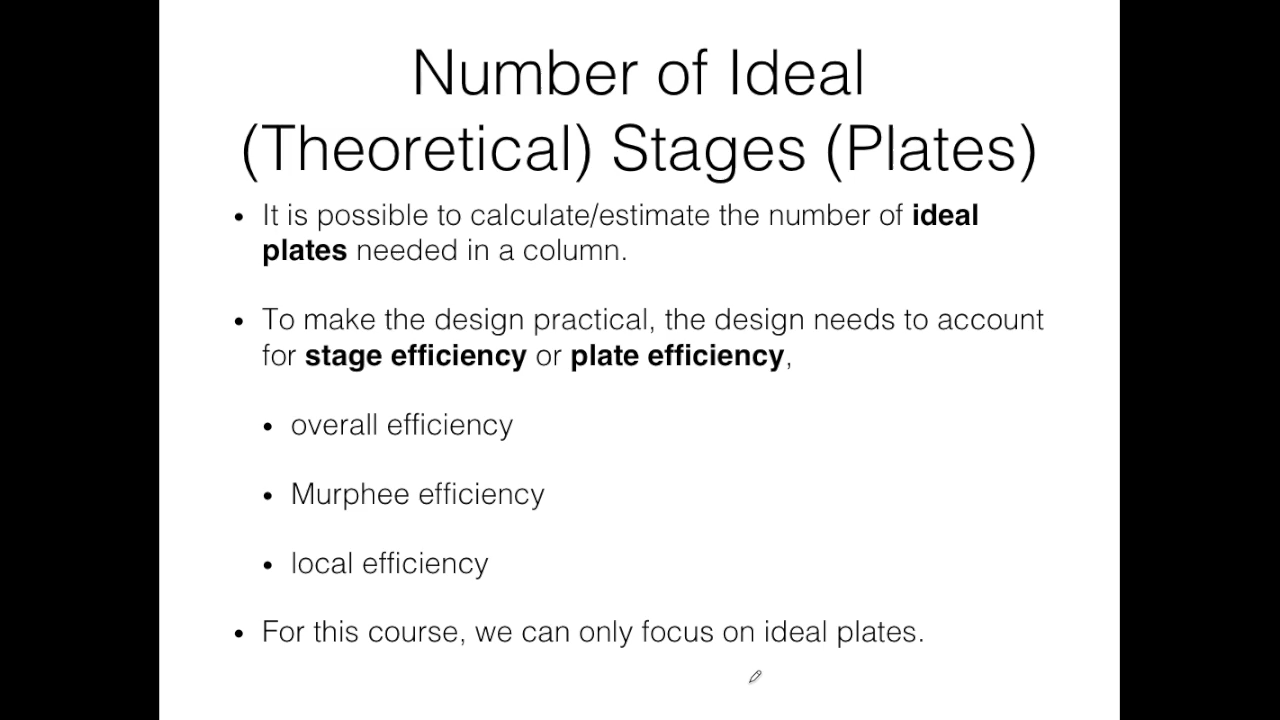 Number of Ideal
(Theoretical) Stages (Plates)
• It is possible to calculate/estimate the number of ideal
plates needed in a column.
• To make the design practical, the design needs to account
for stage efficiency or plate efficiency,
• overall efficiency
• Murphee efficiency
• local efficiency
• For this course, we can only focus on ideal plates.